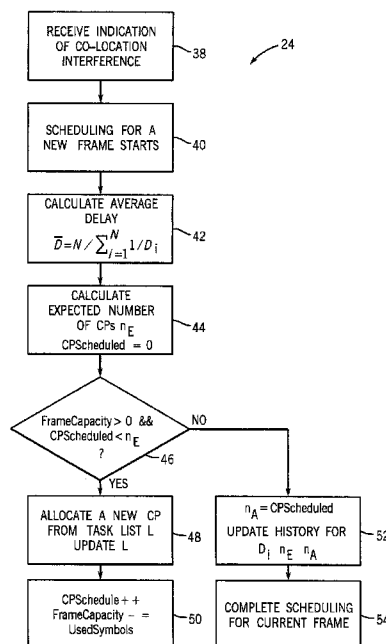 RECEIVE INDICATION
OF CO-LOCATION
INTERFERENCE
38
24
SCHEDULING FOR A
NEW FRAME STARTS
40
CALCULATE AVERAGE
DELAY
D̅=N / ∑ᵢ₌₁ᴺ 1/Dᵢ
42
CALCULATE
EXPECTED NUMBER
OF CPs n_E
CPScheduled = 0
44
FrameCapacity > 0 &&
CPScheduled < n_E
?
46
NO
YES
ALLOCATE A NEW CP
FROM TASK LIST L
UPDATE L
48
n_A = CPScheduled
UPDATE HISTORY FOR
D_i n_E n_A
52
CPSchedule++
FrameCapacity - =
UsedSymbols
50
COMPLETE SCHEDULING
FOR CURRENT FRAME
54